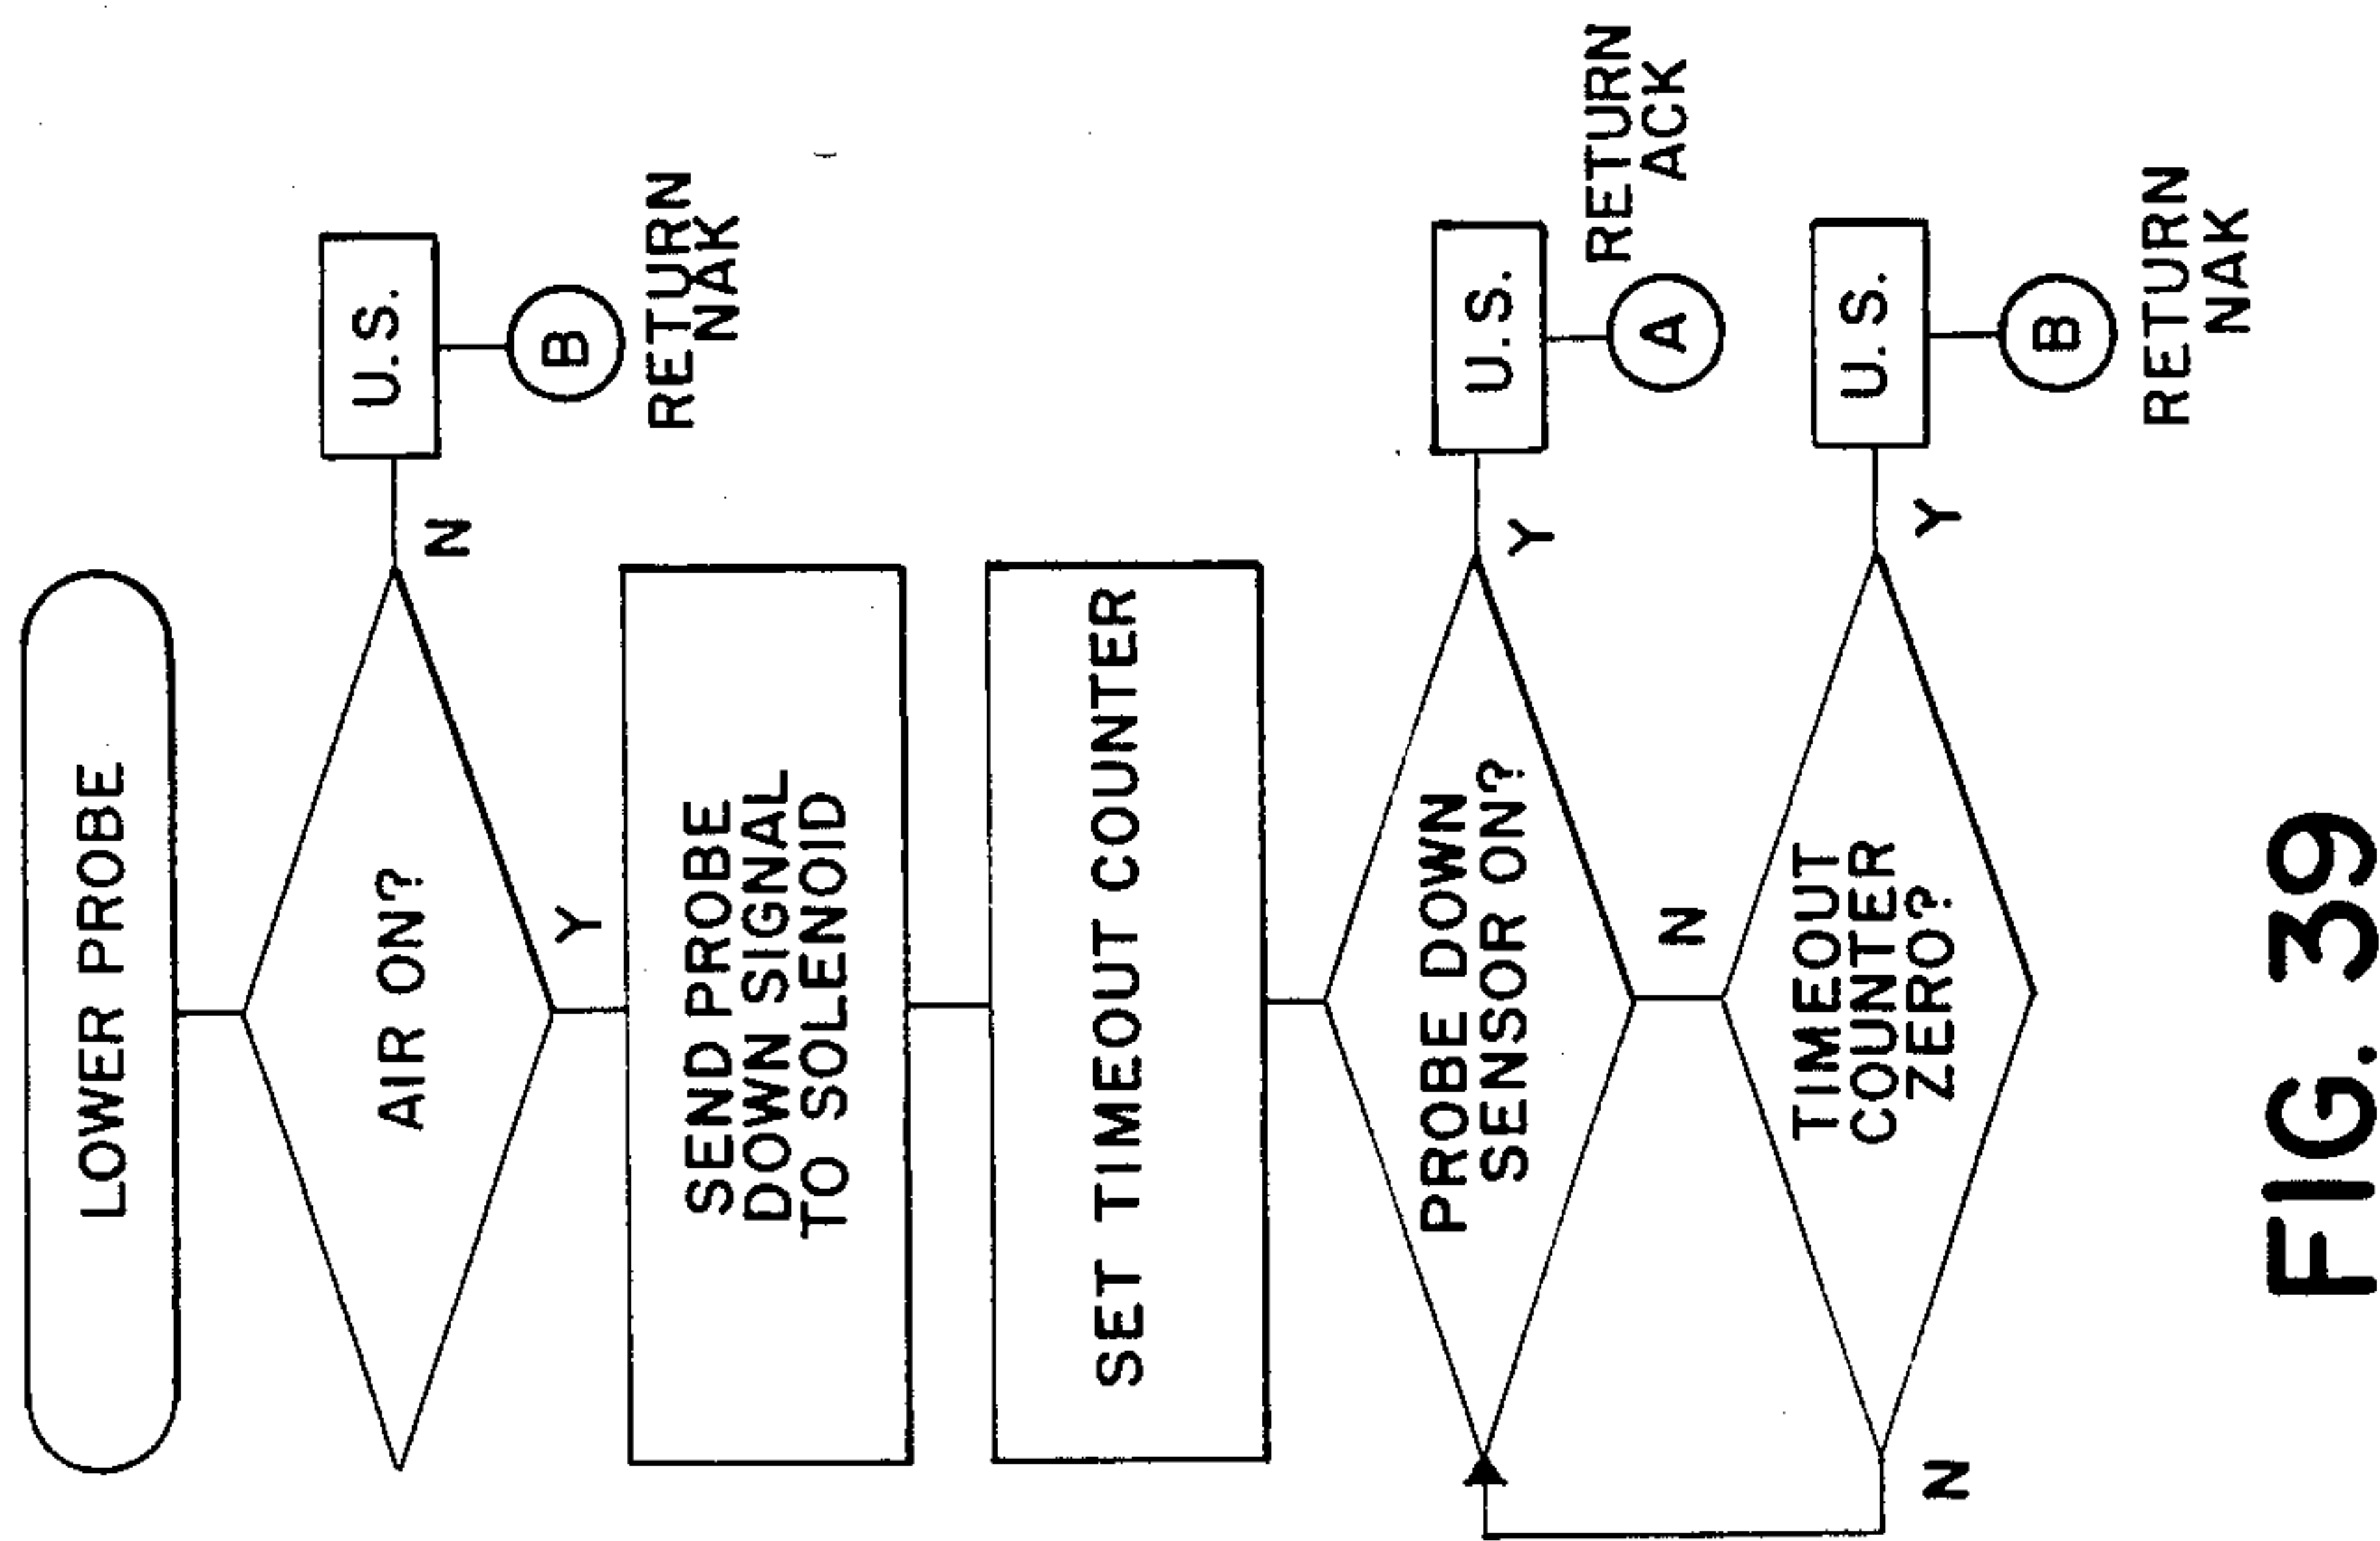 LOWER PROBE
AIR ON?
N
U.S.
B
RETURN
NAK
Y
SEND PROBE
DOWN SIGNAL
TO SOLENOID
SET TIMEOUT COUNTER
PROBE DOWN
SENSOR ON?
Y
U.S.
A
RETURN
ACK
N
TIMEOUT
COUNTER
ZERO?
Y
U.S.
B
RETURN
NAK
N
FIG. 39